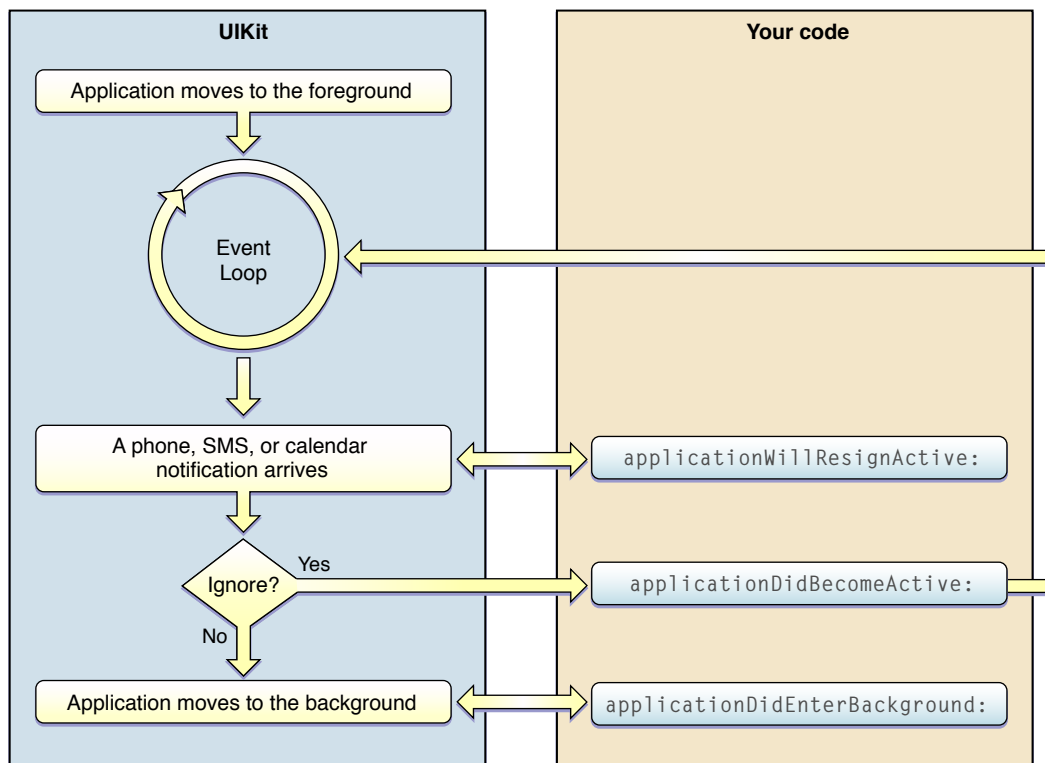 UIKit
Your code
Application moves to the foreground
Event
Loop
A phone, SMS, or calendar
notification arrives
applicationWillResignActive:
Ignore?
Yes
applicationDidBecomeActive:
No
Application moves to the background
applicationDidEnterBackground: